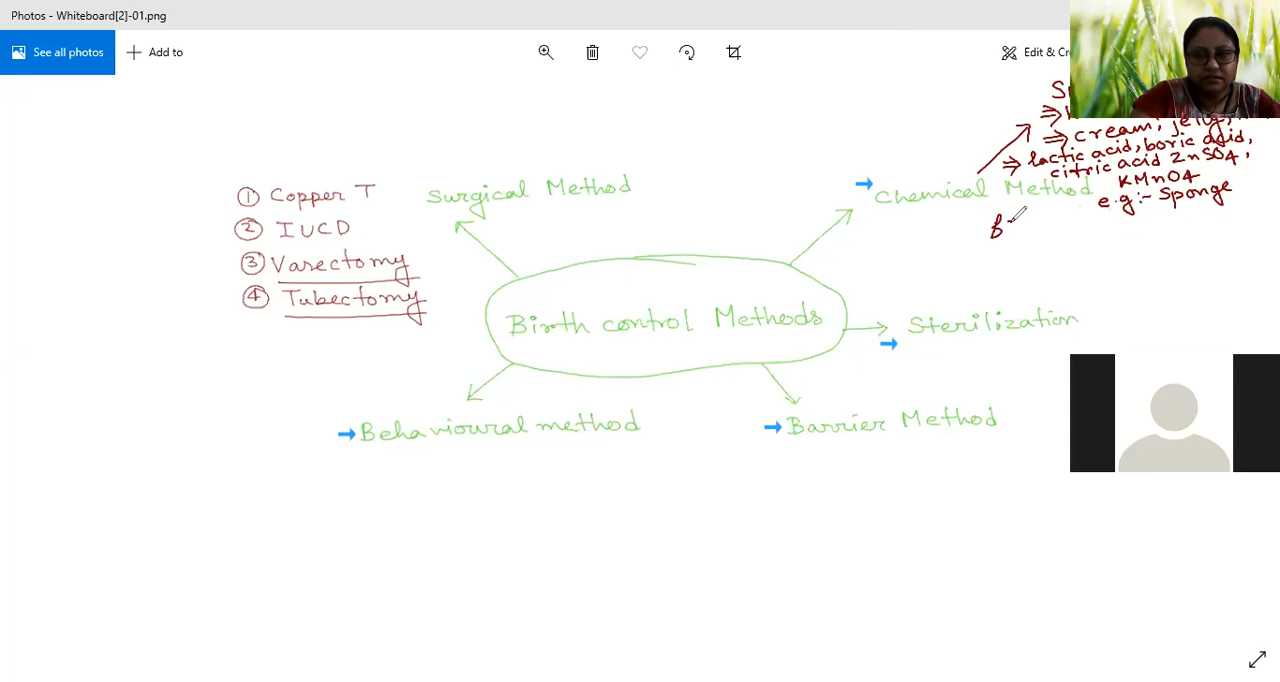 Photos - Whiteboard[2]-01.png
See all photos
Add to
Edit & Cr
cream, jelly,
lactic acid, boric acid,
citric acid ZnSO4,
KMnO4
e.g:- Sponge
Chemical Method
Surgical Method
① Copper T
② IUCD
③ Varectomy
④ Tubectomy
Birth control Methods
Sterilization
Behavioural method
Barrier Method